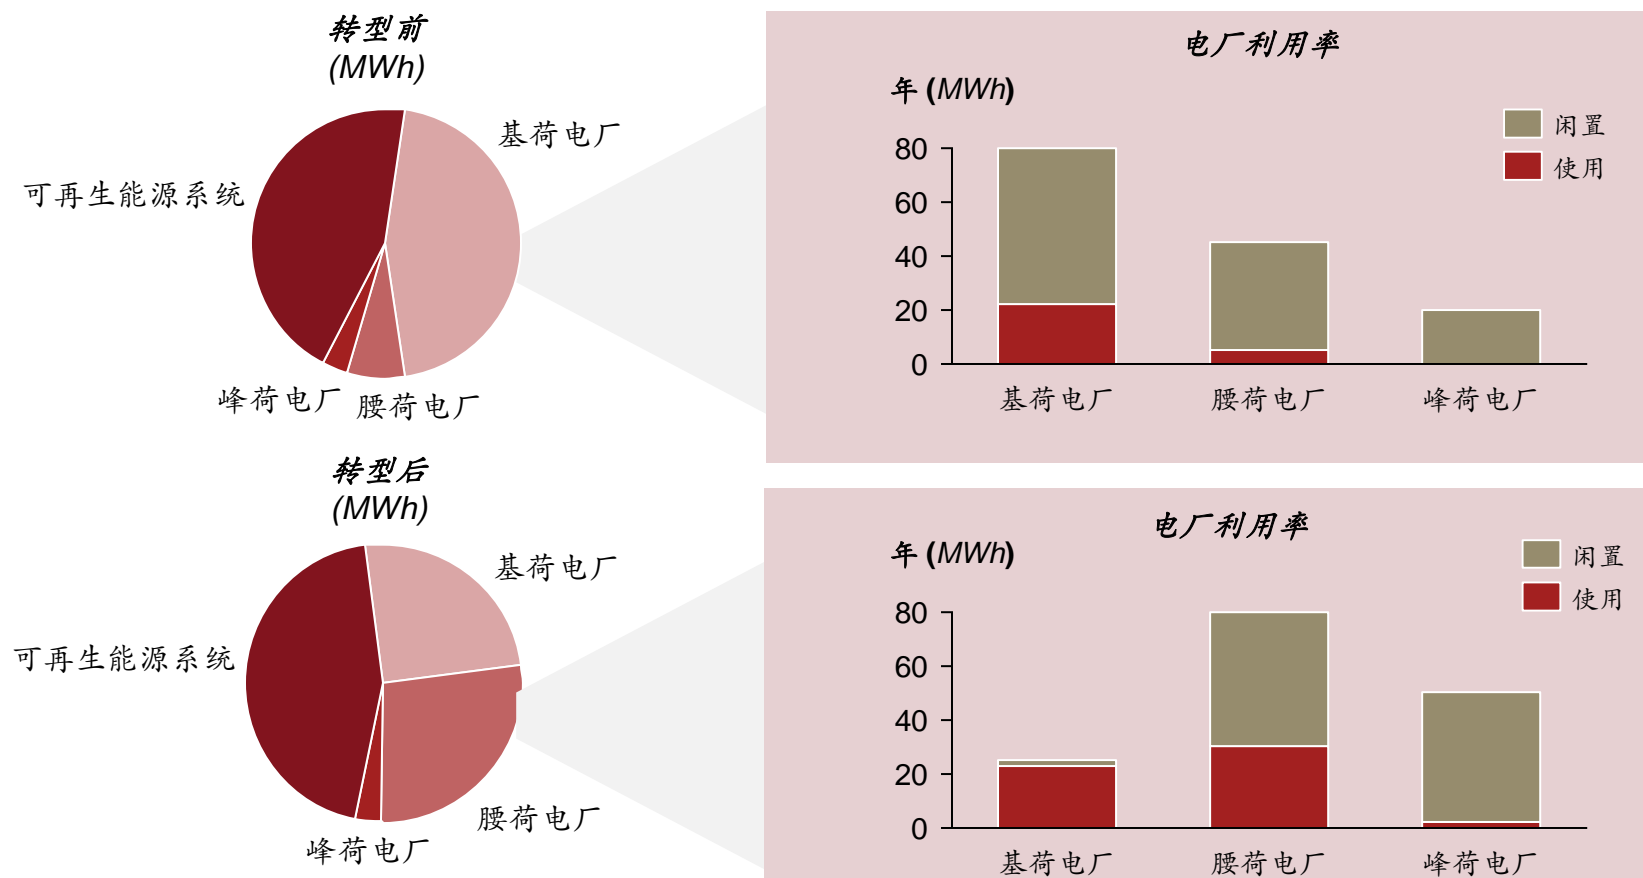 转型前
(MWh)
基荷电厂
可再生能源系统
峰荷电厂
腰荷电厂
电厂利用率
年 (MWh)
闲置
使用
80
60
40
20
0
基荷电厂
腰荷电厂
峰荷电厂
转型后
(MWh)
基荷电厂
可再生能源系统
腰荷电厂
峰荷电厂
电厂利用率
年 (MWh)
闲置
使用
80
60
40
20
0
基荷电厂
腰荷电厂
峰荷电厂